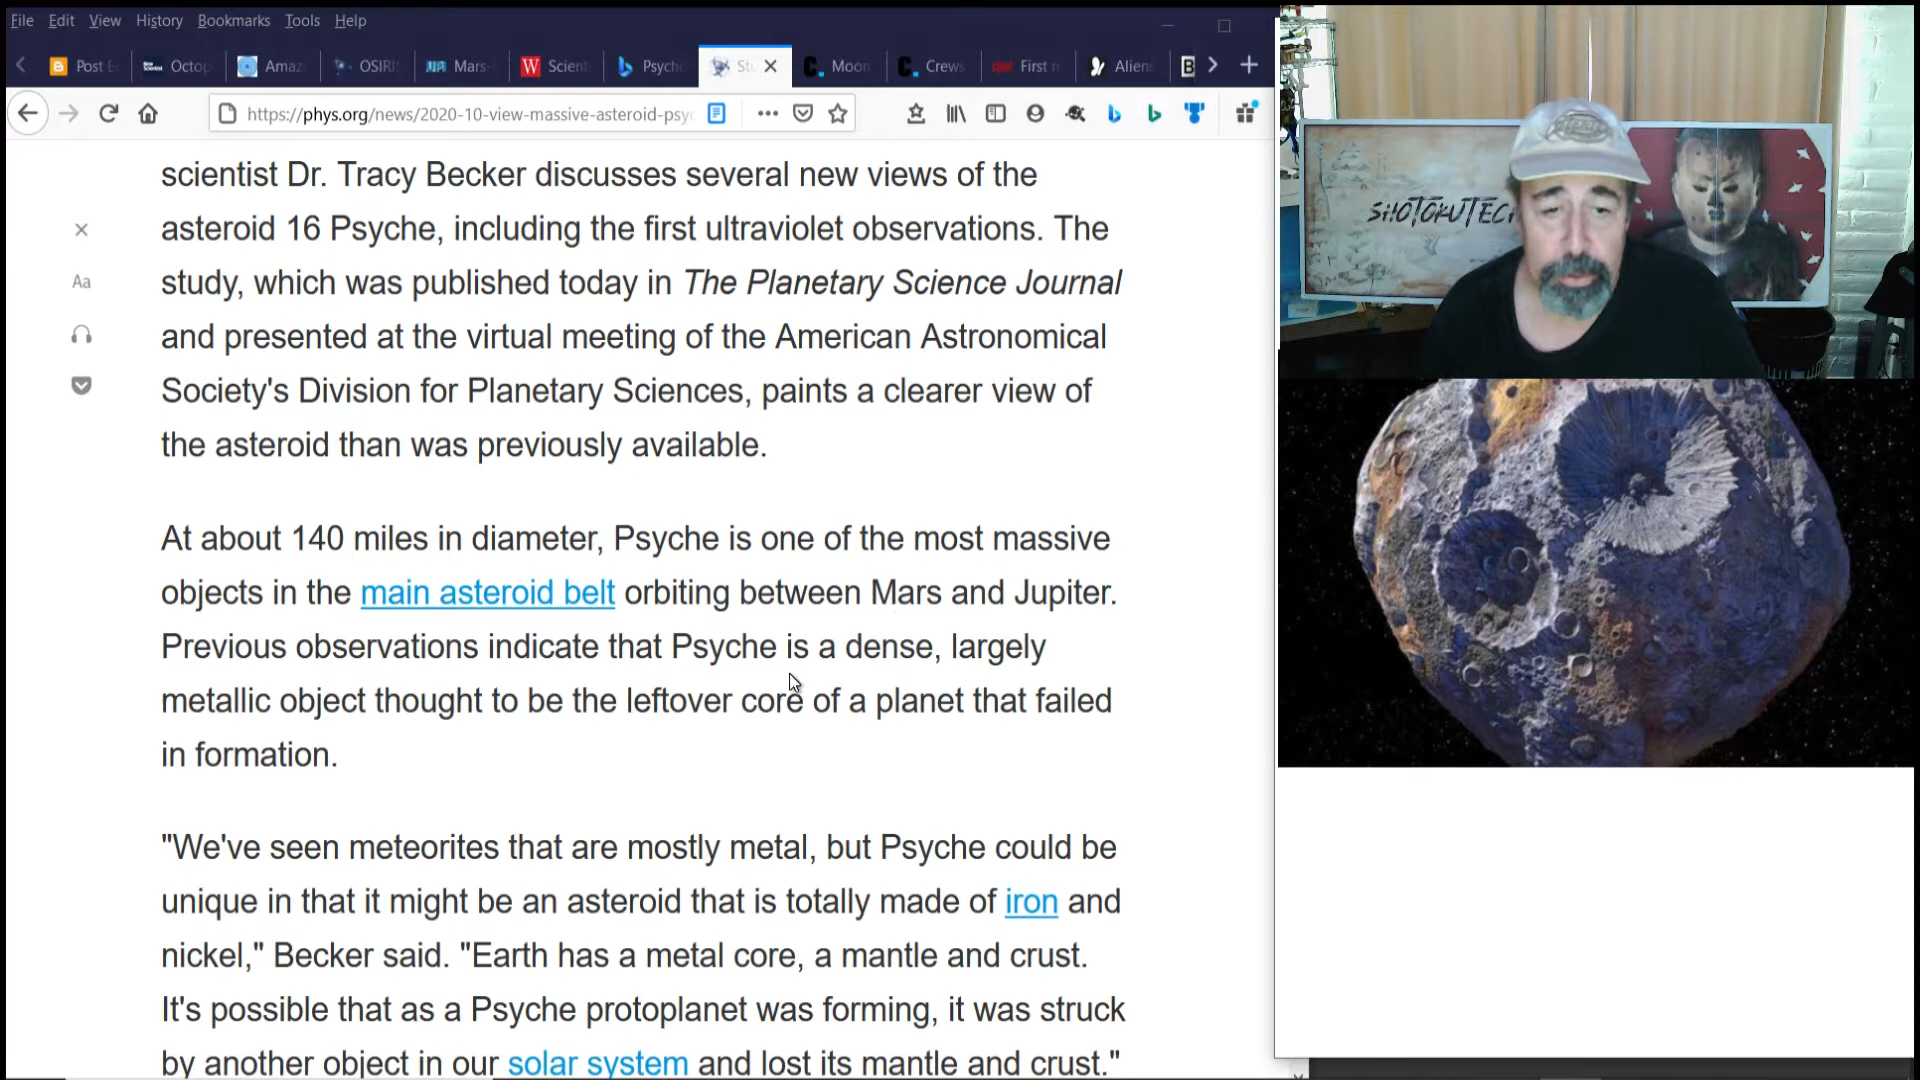 File Edit View History Bookmarks Tools Help
Post E Octop Amaz OSIRI Mars- Scient Psych Stu Moon Crews First Alien B
https://phys.org/news/2020-10-view-massive-asteroid-psy
scientist Dr. Tracy Becker discusses several new views of the
asteroid 16 Psyche, including the first ultraviolet observations. The
study, which was published today in The Planetary Science Journal
and presented at the virtual meeting of the American Astronomical
Society's Division for Planetary Sciences, paints a clearer view of
the asteroid than was previously available.
At about 140 miles in diameter, Psyche is one of the most massive
objects in the main asteroid belt orbiting between Mars and Jupiter.
Previous observations indicate that Psyche is a dense, largely
metallic object thought to be the leftover core of a planet that failed
in formation.
"We've seen meteorites that are mostly metal, but Psyche could be
unique in that it might be an asteroid that is totally made of iron and
nickel," Becker said. "Earth has a metal core, a mantle and crust.
It's possible that as a Psyche protoplanet was forming, it was struck
by another object in our solar system and lost its mantle and crust."
Aa
SHOTOKUTECH